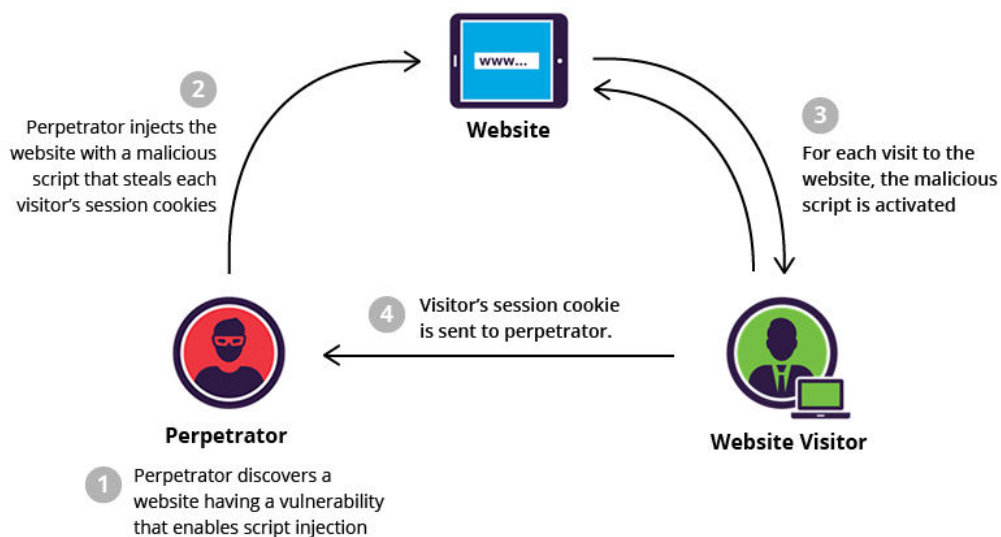 www...
Website
2
Perpetrator injects the
website with a malicious
script that steals each
visitor's session cookies
3
For each visit to the
website, the malicious
script is activated
4
Visitor's session cookie
is sent to perpetrator.
Perpetrator
Website Visitor
1
Perpetrator discovers a
website having a vulnerability
that enables script injection